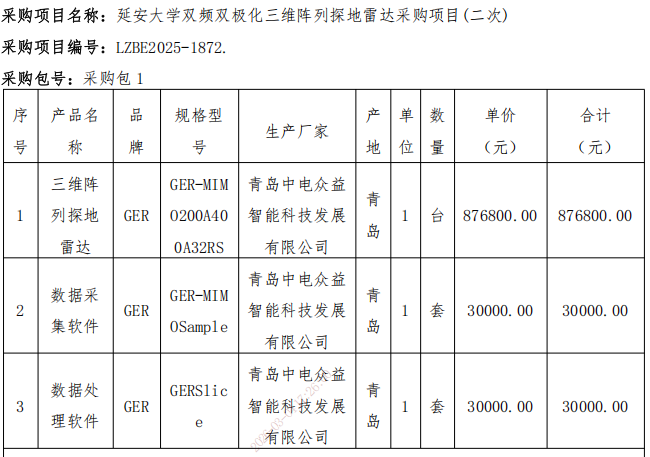 采购项目名称：延安大学双频双极化三维阵列探地雷达采购项目(二次)
采购项目编号：LZBE2025-1872.
采购包号：采购包 1
序号 产品名称 品牌 规格型号 生产厂家 产地 单位 数量 单价（元） 合计（元）
1 三维阵列探地雷达 GER GER-MIMO200A400A32RS 青岛中电众益智能科技发展有限公司 青岛 1 台 876800.00 876800.00
2 数据采集软件 GER GER-MIMOSample 青岛中电众益智能科技发展有限公司 青岛 1 套 30000.00 30000.00
3 数据处理软件 GER GERSlice 青岛中电众益智能科技发展有限公司 青岛 1 套 30000.00 30000.00